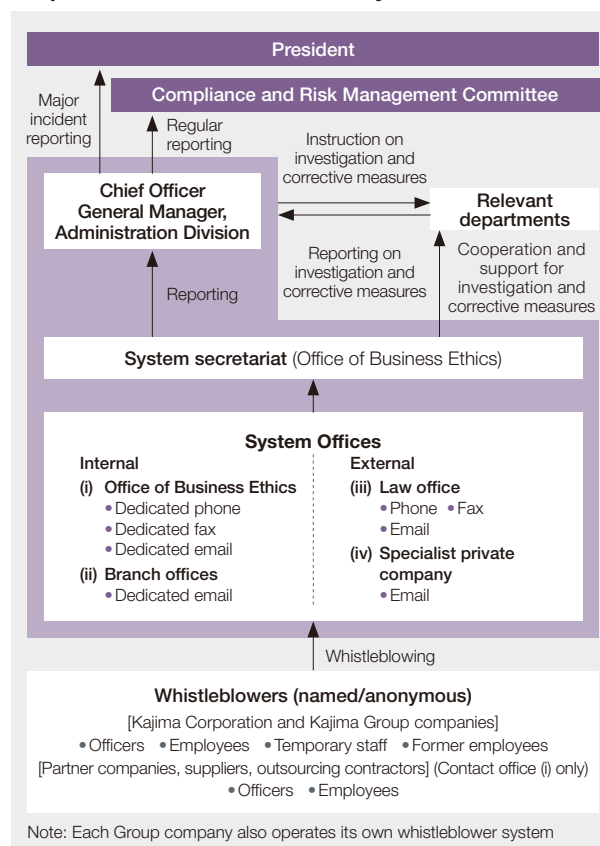 President
Compliance and Risk Management Committee
Major
incident
reporting
Regular
reporting
Instruction on
investigation and
corrective measures
Chief Officer
General Manager,
Administration Division
Relevant
departments
Reporting on
investigation and
corrective measures
Cooperation and
support for
investigation and
corrective measures
Reporting
System secretariat (Office of Business Ethics)
System Offices
Internal
(i) Office of Business Ethics
• Dedicated phone
• Dedicated fax
• Dedicated email
(ii) Branch offices
• Dedicated email
External
(iii) Law office
• Phone • Fax
• Email
(iv) Specialist private
company
• Email
Whistleblowing
Whistleblowers (named/anonymous)
[Kajima Corporation and Kajima Group companies]
• Officers • Employees • Temporary staff • Former employees
[Partner companies, suppliers, outsourcing contractors] (Contact office (i) only)
• Officers • Employees
Note: Each Group company also operates its own whistleblower system